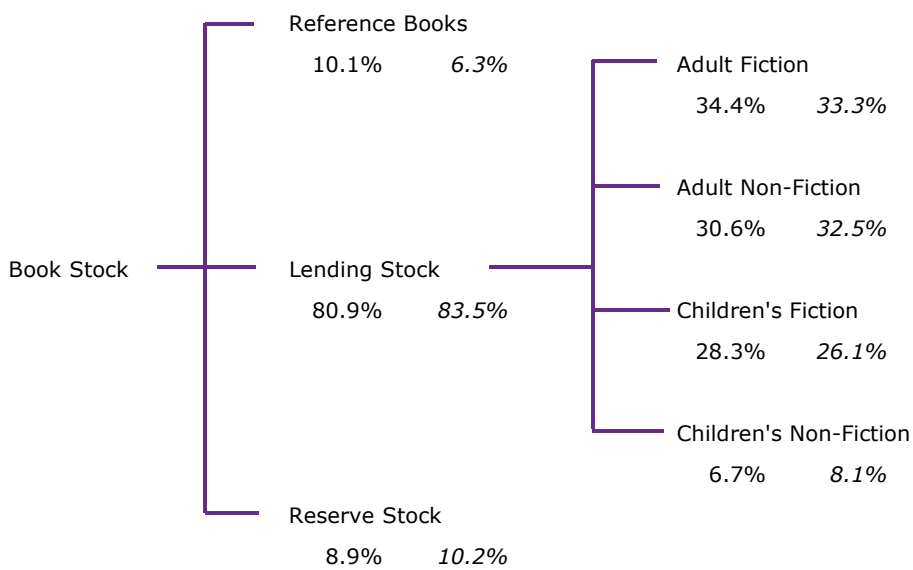 Reference Books
10.1% 6.3%
Adult Fiction
34.4% 33.3%
Adult Non-Fiction
30.6% 32.5%
Book Stock
Lending Stock
80.9% 83.5%
Children's Fiction
28.3% 26.1%
Children's Non-Fiction
6.7% 8.1%
Reserve Stock
8.9% 10.2%